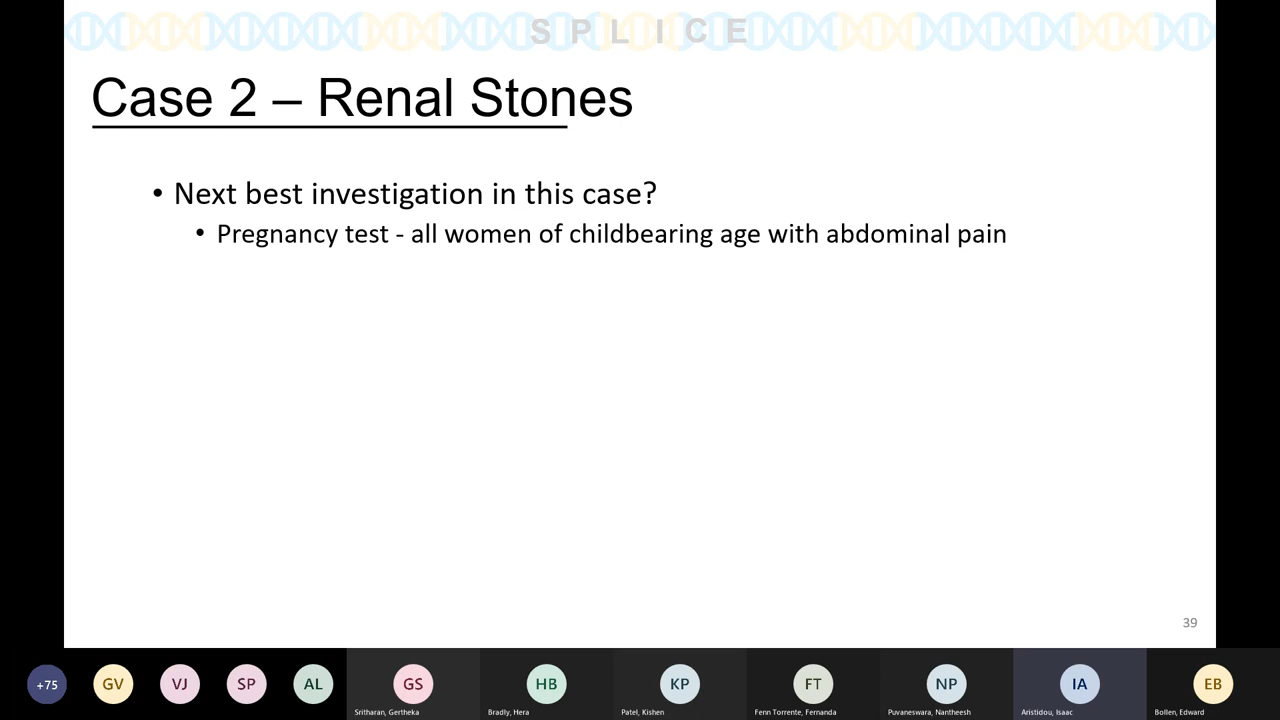 S P L I C E
Case 2 – Renal Stones
• Next best investigation in this case?
• Pregnancy test - all women of childbearing age with abdominal pain
39
+75
GV
VJ
SP
AL
GS
HB
KP
FT
NP
IA
EB
Sritharan, Gertheka
Bradly, Hera
Patel, Kishen
Fenn Torrente, Fernanda
Puvaneswara, Nantheesh
Aristidou, Isaac
Bollen, Edward